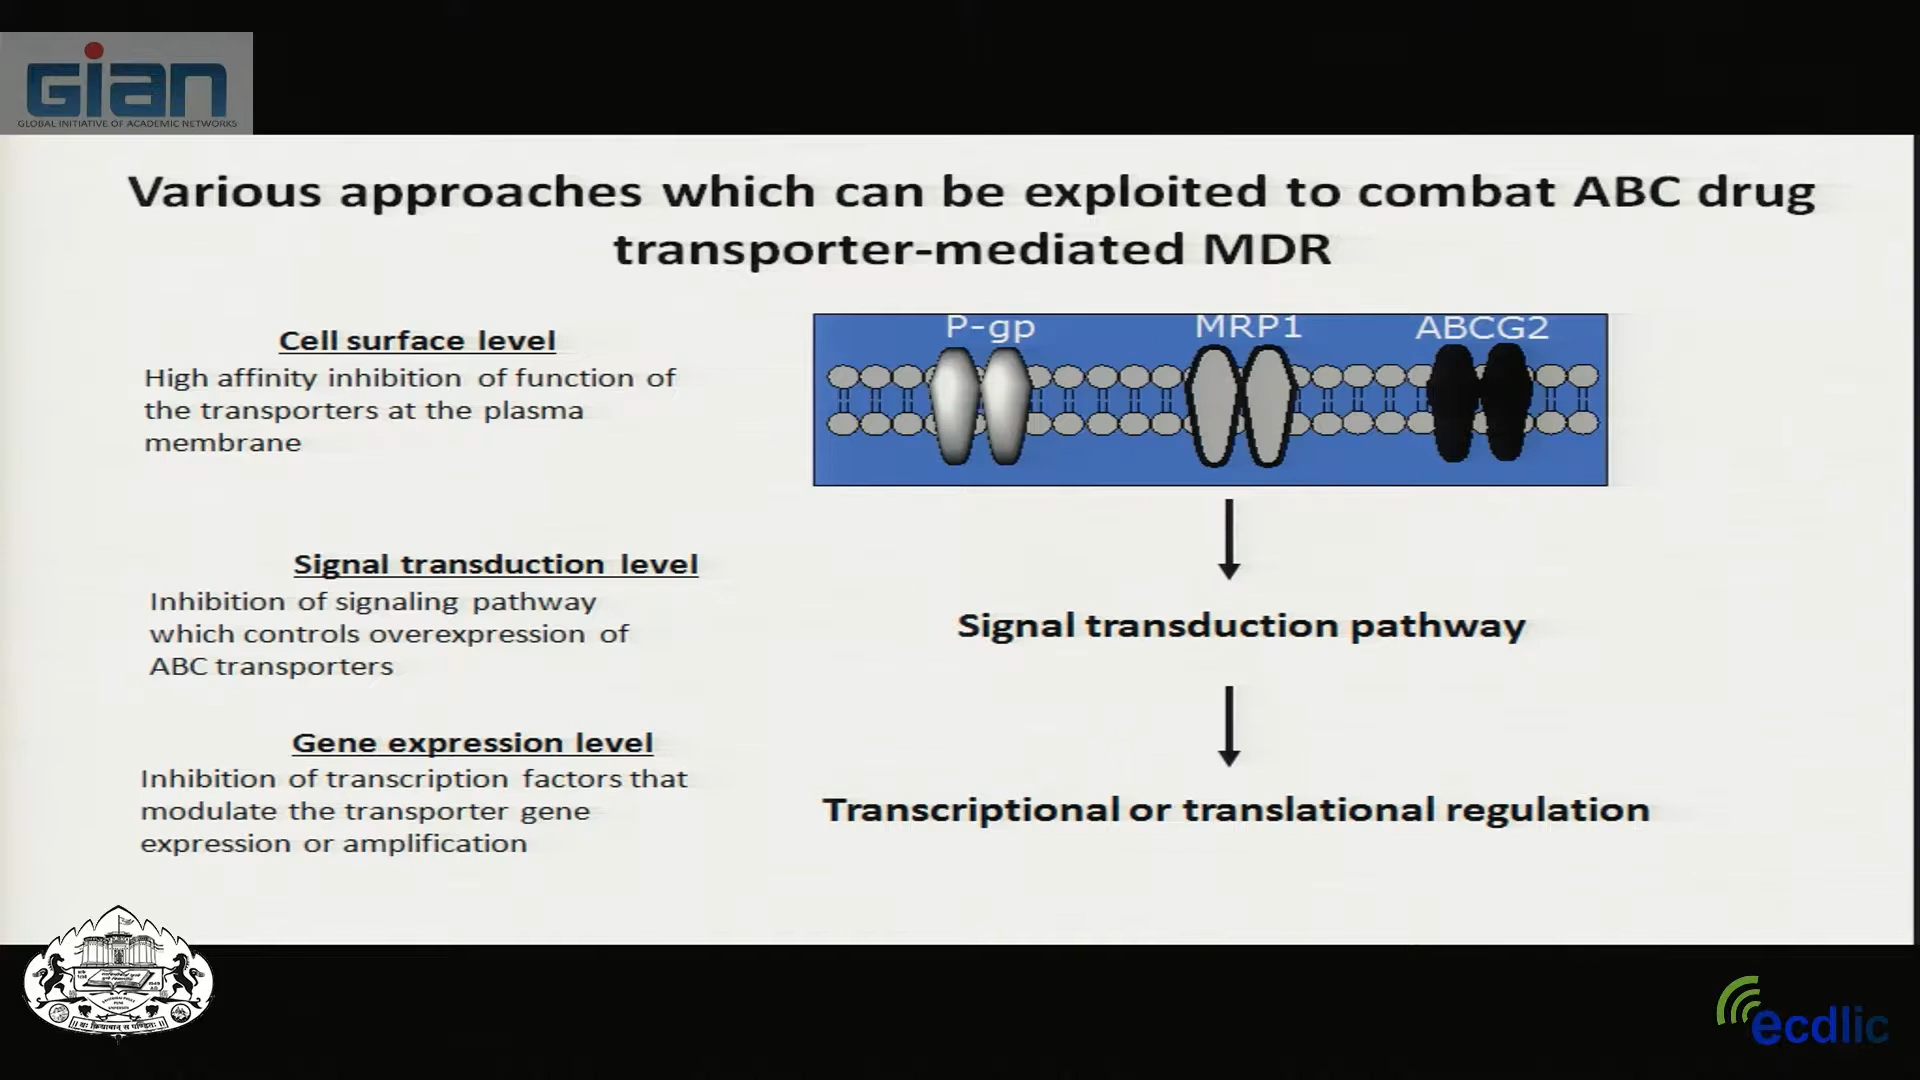 GIAN
GLOBAL INITIATIVE OF ACADEMIC NETWORKS
Various approaches which can be exploited to combat ABC drug
transporter-mediated MDR
Cell surface level
High affinity inhibition of function of
the transporters at the plasma
membrane
P-gp
MRP1
ABCG2
Signal transduction level
Inhibition of signaling pathway
which controls overexpression of
ABC transporters
Signal transduction pathway
Gene expression level
Inhibition of transcription factors that
modulate the transporter gene
expression or amplification
Transcriptional or translational regulation
ecdlic